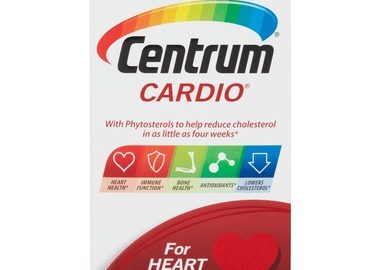 Centrum®
CARDIO®
With Phytosterols to help reduce cholesterol
in as little as four weeks*
HEART IMMUNE BONE ANTIOXIDANTS* LOWERS
HEALTH* FUNCTION* HEALTH* CHOLESTEROL*
For
HEART